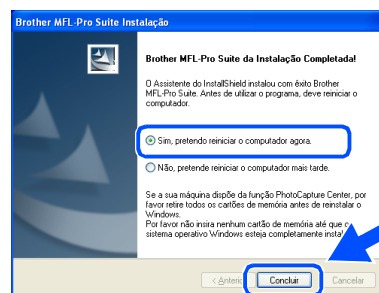 Brother MFL-Pro Suite Instalação
Brother MFL-Pro Suite da Instalação Completada!
O Assistente do InstallShield instalou com êxito Brother
MFL-Pro Suite. Antes de utilizar o programa, deve reiniciar o
computador.
Sim, pretendo reiniciar o computador agora.
Não, pretende reiniciar o computador mais tarde.
Se a sua máquina dispõe da função PhotoCapture Center, por
favor retire todos os cartões de memória antes de reinstalar o
Windows.
Por favor não insira nenhum cartão de memória até que o
sistema operativo Windows esteja completamente
< Concluir Cancelar